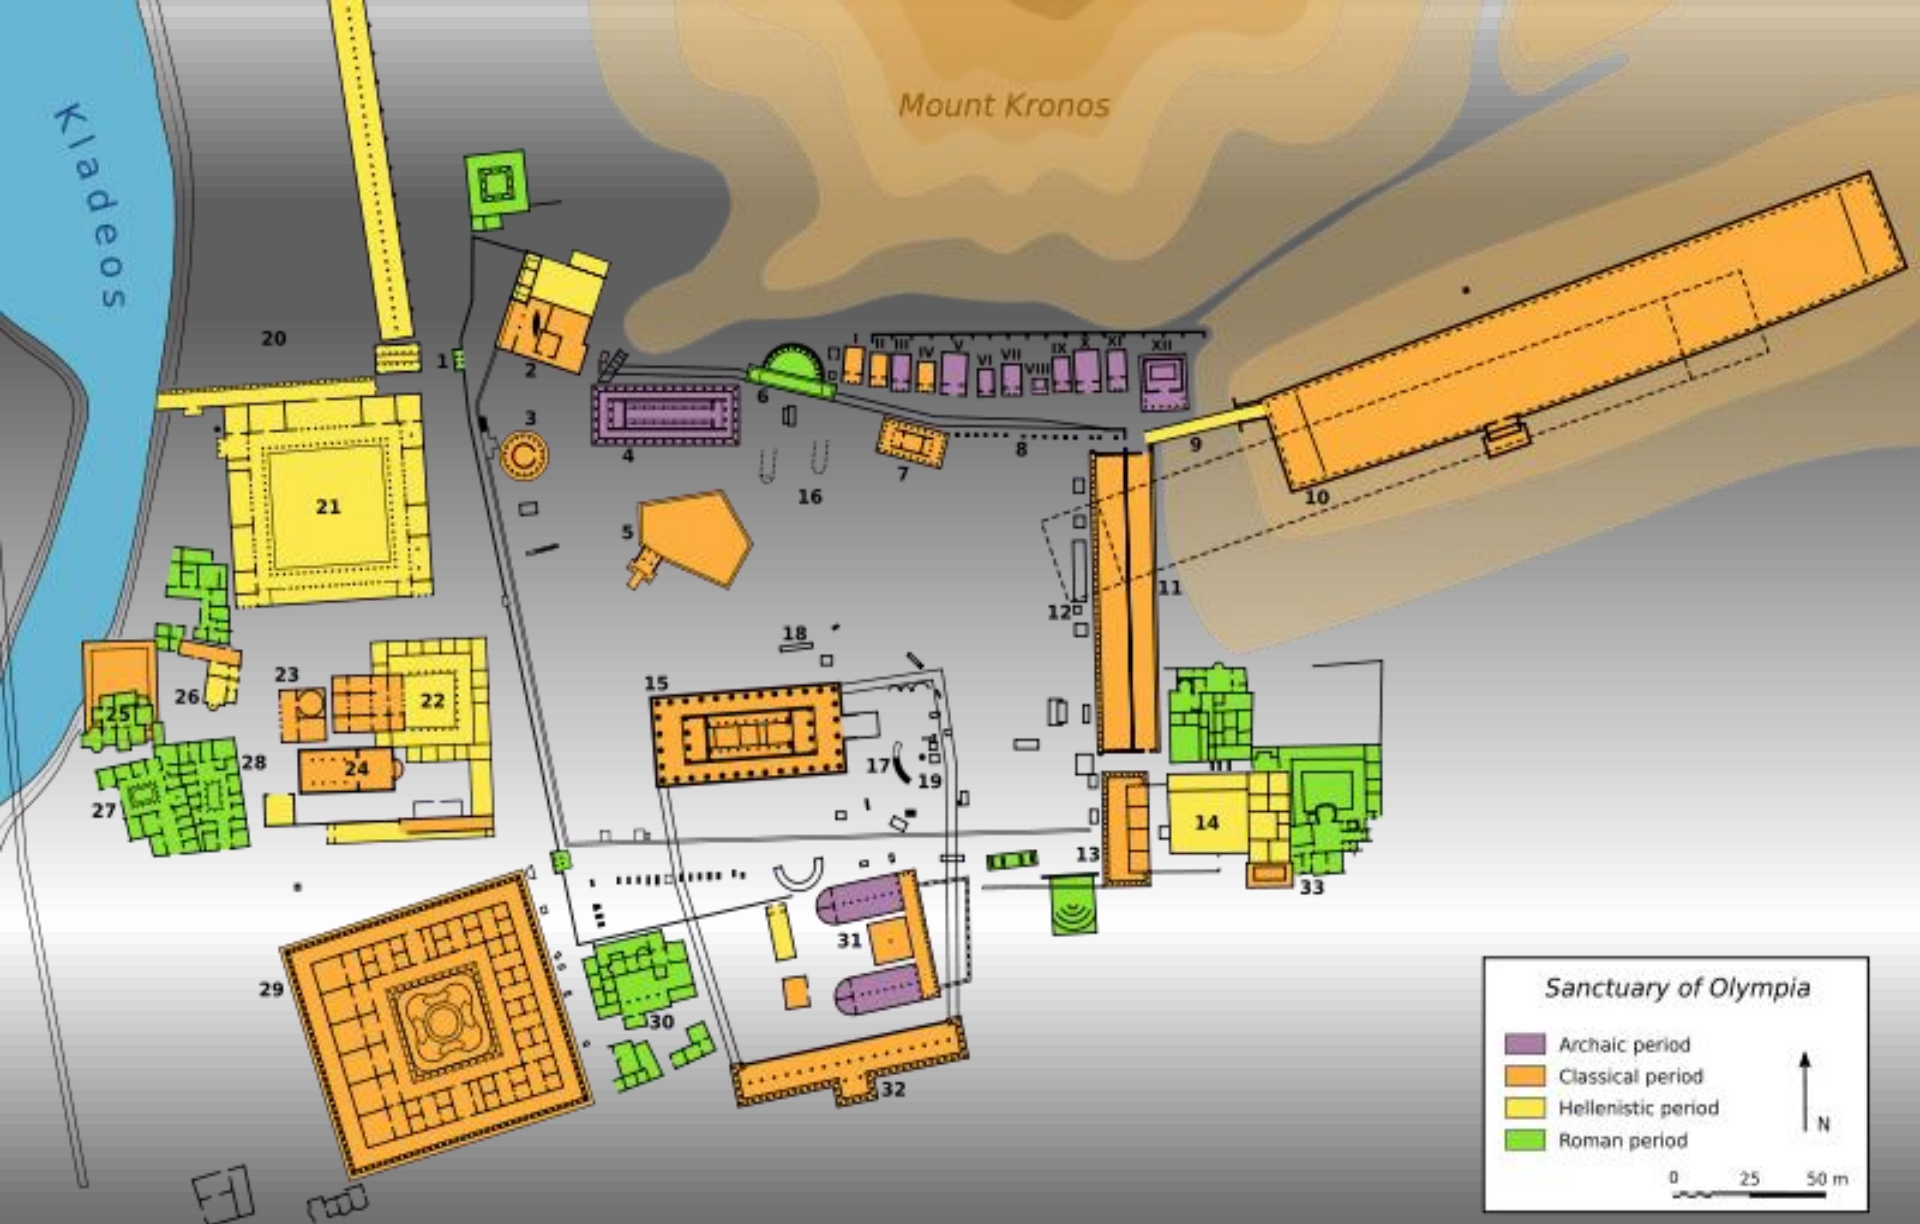 Mount Kronos
Kladeos
20
1
2
3
4
5
6
7
8
9
10
11
12
13
14
15
16
17
18
19
21
22
23
24
25
26
27
28
29
30
31
32
33
I
II
III
IV
V
VI
VII
VIII
IX
X
XI
XII
Sanctuary of Olympia
Archaic period
Classical period
Hellenistic period
Roman period
N
0 25 50 m